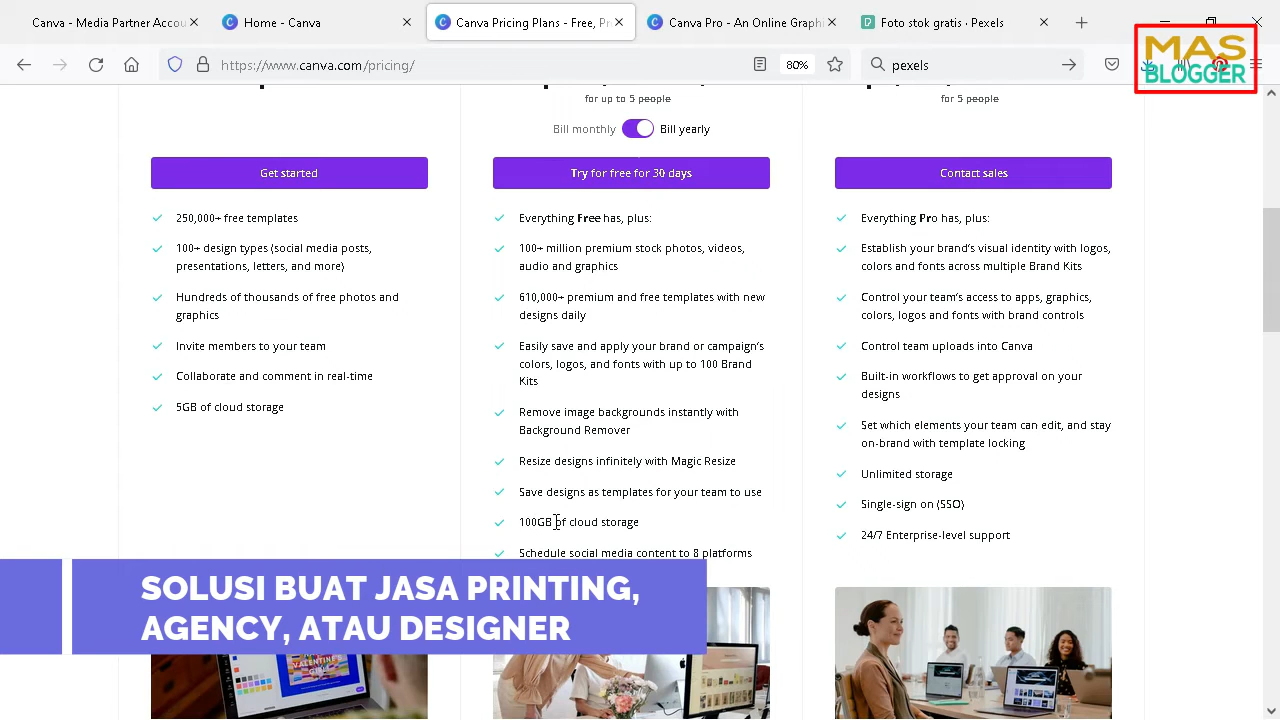 Canva - Media Partner Accou
Home - Canva
Canva Pricing Plans - Free, Pr
Canva Pro - An Online Graphi
Foto stok gratis · Pexels
https://www.canva.com/pricing/
80%
pexels
MAS
BLOGGER
for up to 5 people
for 5 people
Bill monthly
Bill yearly
Get started
Try for free for 30 days
Contact sales
250,000+ free templates
100+ design types (social media posts,
presentations, letters, and more)
Hundreds of thousands of free photos and
graphics
Invite members to your team
Collaborate and comment in real-time
5GB of cloud storage
Everything Free has, plus:
100+ million premium stock photos, videos,
audio and graphics
610,000+ premium and free templates with new
designs daily
Easily save and apply your brand or campaign's
colors, logos, and fonts with up to 100 Brand
Kits
Remove image backgrounds instantly with
Background Remover
Resize designs infinitely with Magic Resize
Save designs as templates for your team to use
100GB of cloud storage
Schedule social media content to 8 platforms
Everything Pro has, plus:
Establish your brand's visual identity with logos,
colors and fonts across multiple Brand Kits
Control your team's access to apps, graphics,
colors, logos and fonts with brand controls
Control team uploads into Canva
Built-in workflows to get approval on your
designs
Set which elements your team can edit, and stay
on-brand with template locking
Unlimited storage
Single-sign on (SSO)
24/7 Enterprise-level support
SOLUSI BUAT JASA PRINTING,
AGENCY, ATAU DESIGNER
VALENTINE'S